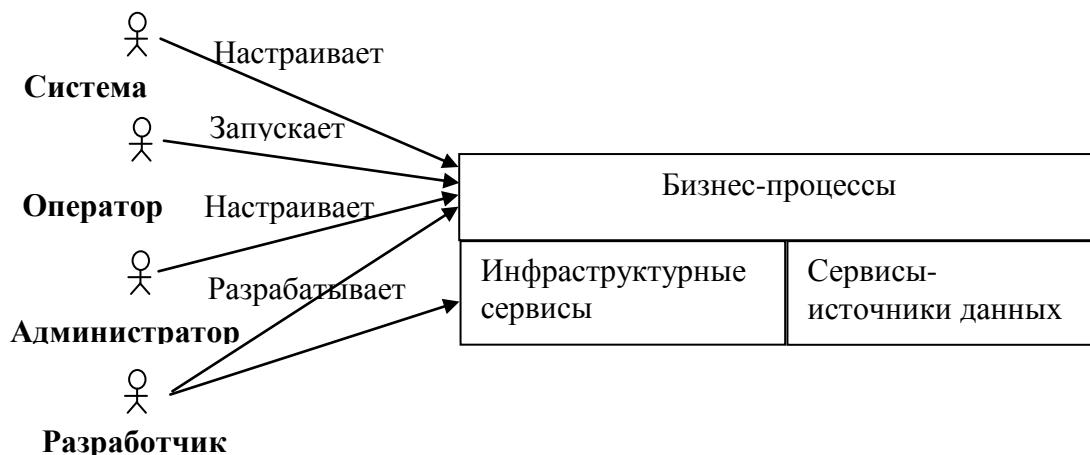 Настраивает
Система
Запускает
Бизнес-процессы
Оператор
Настраивает
Инфраструктурные
сервисы
Сервисы-
источники данных
Разрабатывает
Администратор
Разработчик